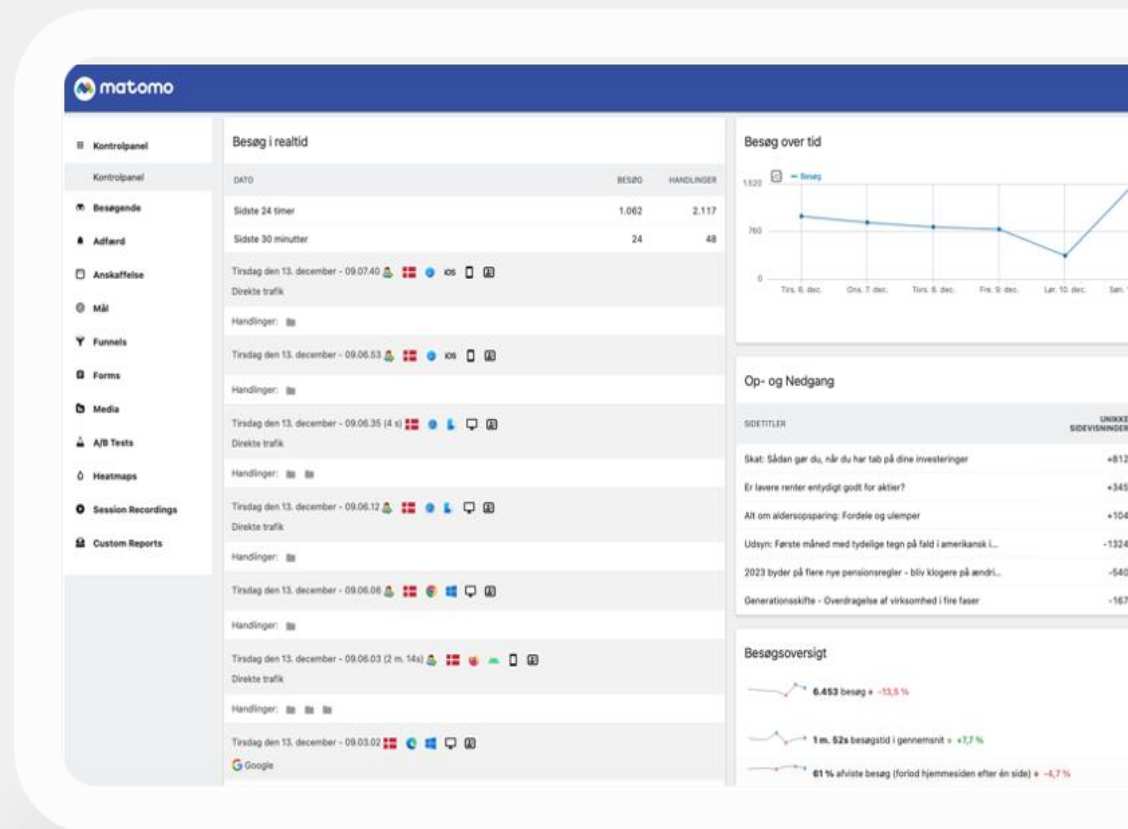 matomo
Kontrolpanel
Kontrolpanel
Besøgende
Adfærd
Anskaffelse
Mål
Funnels
Forms
Media
A/B Tests
Heatmaps
Session Recordings
Custom Reports
Besøg i realtid
DATO BESØG HANDLINGER
Sidste 24 timer 1.062 2.117
Sidste 30 minutter 24 48
Tirsdag den 13. december - 09.07.40 iOS
Direkte trafik
Handlinger:
Tirsdag den 13. december - 09.06.53 iOS
Handlinger:
Tirsdag den 13. december - 09.06.35 (4 s)
Direkte trafik
Handlinger:
Tirsdag den 13. december - 09.06.12
Direkte trafik
Handlinger:
Tirsdag den 13. december - 09.06.06
Handlinger:
Tirsdag den 13. december - 09.06.03 (2 m. 14s)
Direkte trafik
Handlinger:
Tirsdag den 13. december - 09.03.02
Google
Besøg over tid
Besøg
1.520
760
0
Tirs. 6. dec. Ons. 7. dec. Tors. 8. dec. Fre. 9. dec. Lør. 10. dec. Søn.
Op- og Nedgang
SIDETITLER UNIKKE SIDEVISNINGER
Skat: Sådan gør du, når du har tab på dine investeringer +812
Er lavere renter entydigt godt for aktier? +345
Alt om aldersopsparing: Fordele og ulemper +104
Udsyn: Første måned med tydelige tegn på fald i amerikansk i... -1324
2023 byder på flere nye pensionsregler - bliv klogere på ændri... -540
Generationsskifte - Overdragelse af virksomhed i fire faser -167
Besøgsoversigt
6.453 besøg -13,5 %
1 m. 52s besøgstid i gennemsnit +7,7 %
61 % afviste besøg (forlod hjemmesiden efter én side) -4,7 %